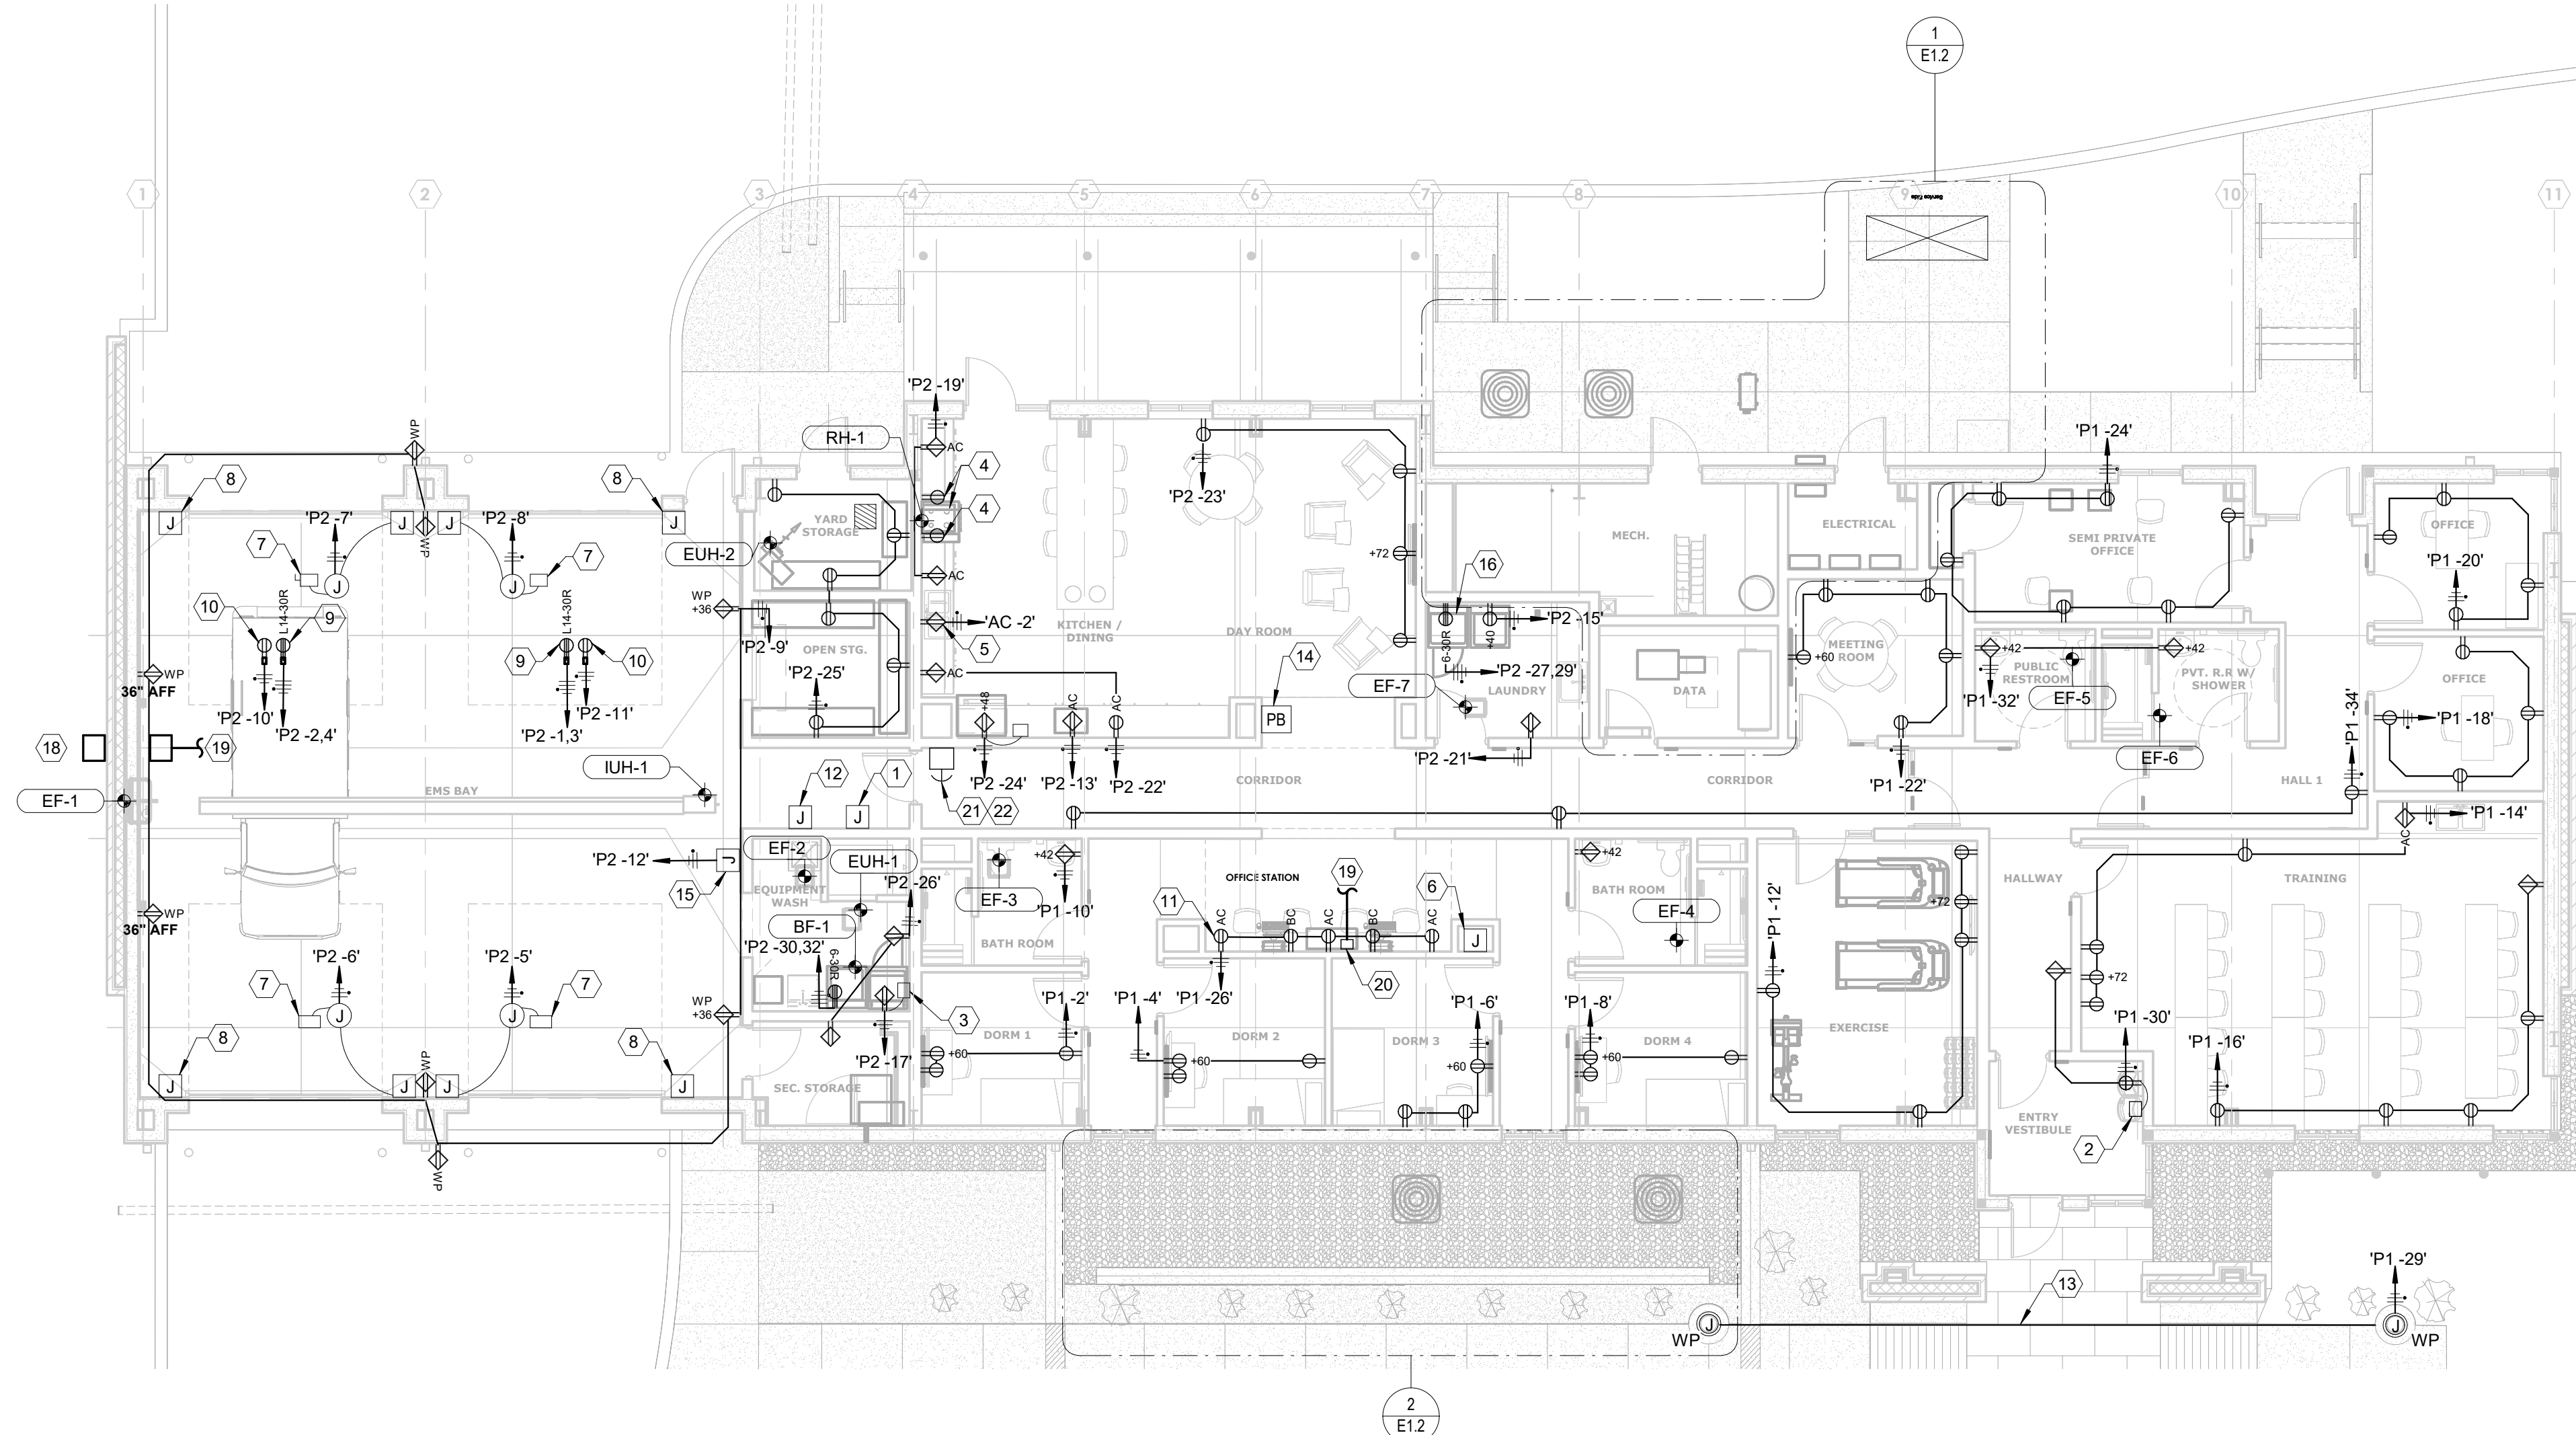 1
E1.2
1
2
3
4
5
6
7
8
9
10
11
Service Side
'P2 -19'
RH-1
AC
4
4
'P2 -23'
'P1 -24'
WP
8
8
J
J
J
J
WP
'P2 -7'
'P2 -8'
7
7
J
J
YARD
STORAGE
EUH-2
MECH.
ELECTRICAL
SEMI PRIVATE
OFFICE
OFFICE
+72
16
'P1 -20'
AC
10
L14-30R
9
L14-30R
9
10
WP
+36
'P2 -9'
'AC -2'
5
KITCHEN /
DINING
DAY ROOM
6-30R
+40
'P2 -15'
OPEN STG.
'P2 -25'
AC
14
'P2 -27,29'
EF-7
LAUNDRY
DATA
MEETING
ROOM
+60
+42
+42
PUBLIC
RESTROOM
PVT. R.R W/
SHOWER
'P1 -32'
EF-5
OFFICE
WP
36" AFF
'P2 -10'
'P2 -2,4'
'P2 -11'
'P2 -1,3'
+48
AC
AC
PB
'P1 -18'
'P1 -34'
18
19
IUH-1
'P2 -21'
EF-6
12
1
'P2 -24'
'P2 -13'
'P2 -22'
CORRIDOR
CORRIDOR
'P1 -22'
HALL 1
EF-1
EMS BAY
J
J
21
22
'P1 -14'
AC
EF-2
EUH-1
'P2 -12'
J
15
EQUIPMENT
WASH
'P2 -26'
+42
EF-3
'P1 -10'
OFFICE STATION
19
6
11
AC
BC
AC
BC
AC
J
+42
BATH ROOM
EF-4
'P1 -12'
+72
HALLWAY
TRAINING
WP
36" AFF
BF-1
'P2 -30,32'
6-30R
BATH ROOM
20
+72
'P2 -6'
'P2 -5'
7
7
J
J
WP
+36
3
'P1 -2'
'P1 -4'
'P1 -26'
'P1 -6'
'P1 -8'
'P1 -30'
8
8
DORM 1
DORM 2
DORM 3
DORM 4
EXERCISE
'P1 -16'
+60
+60
+60
+60
'P2 -17'
WP
J
J
J
J
SEC. STORAGE
ENTRY
VESTIBULE
2
WP
'P1 -29'
13
J
WP
J
WP
2
E1.2